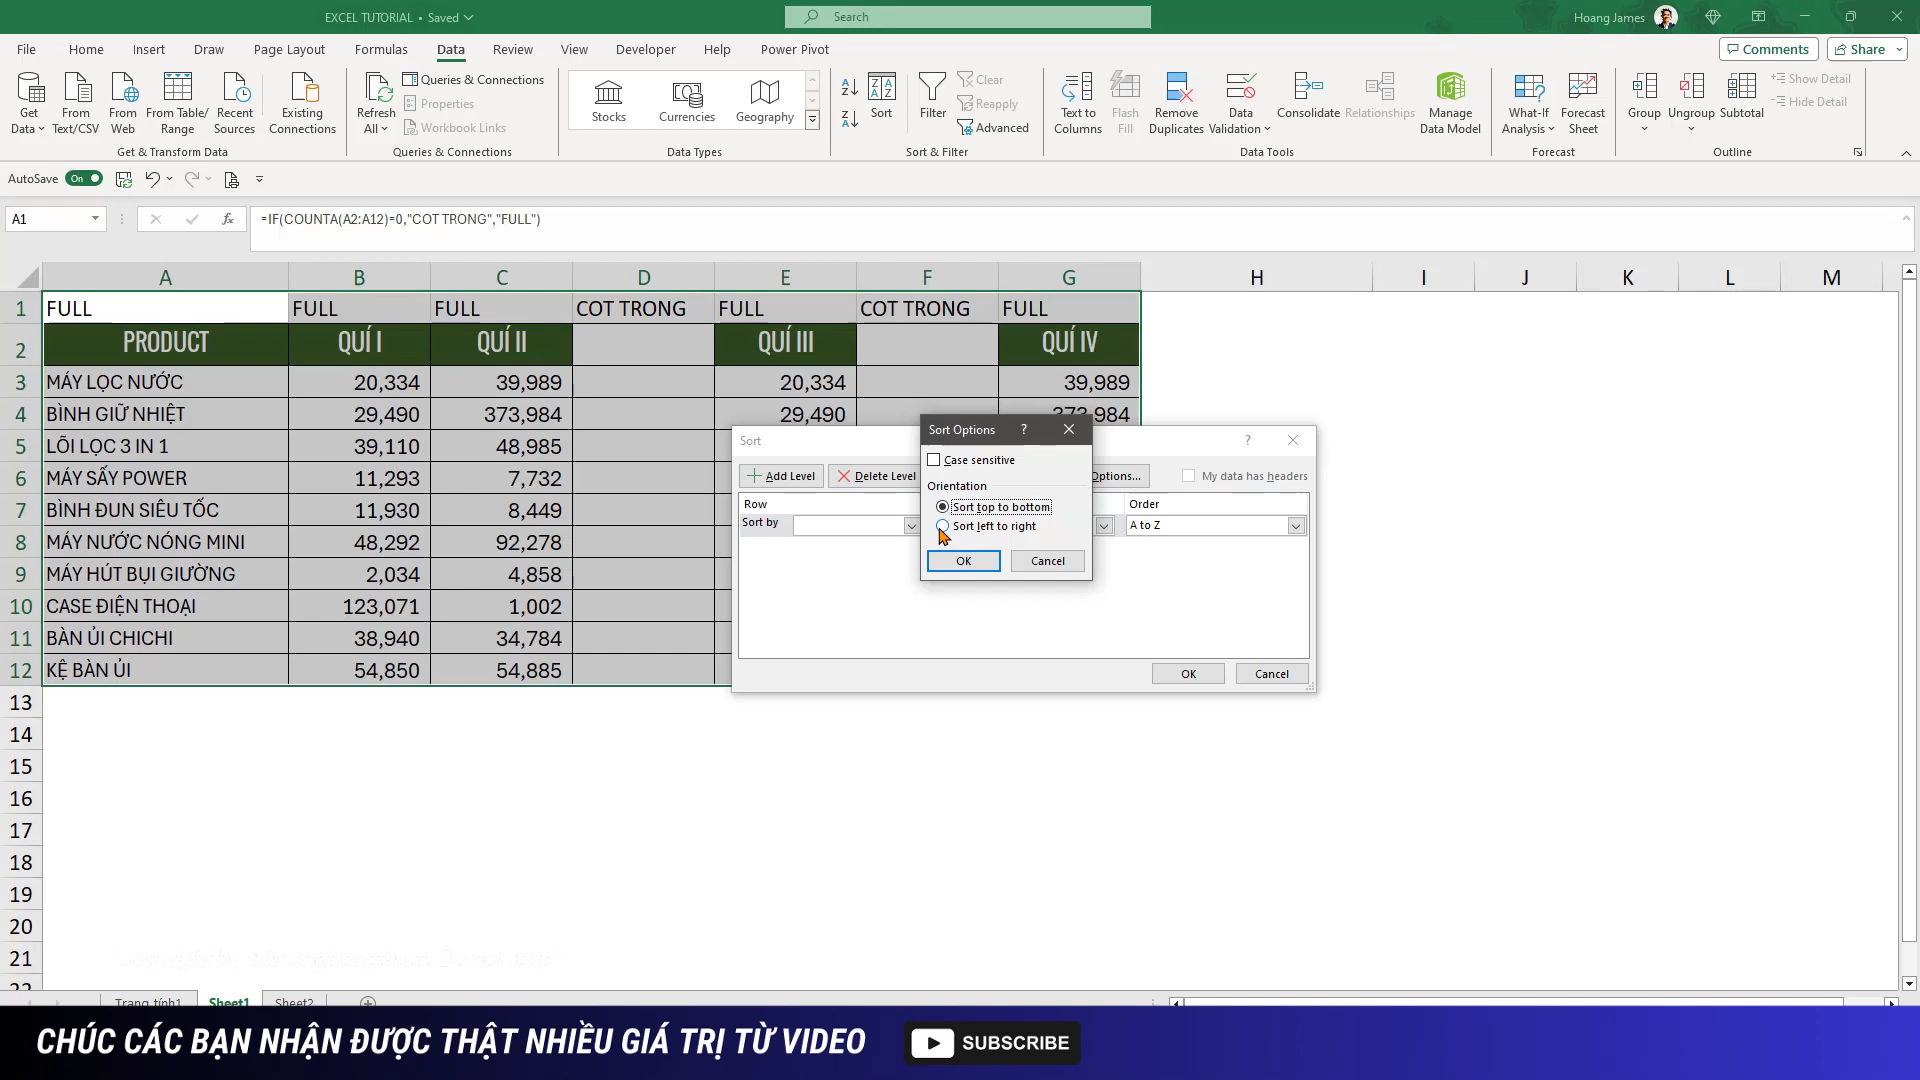 EXCEL TUTORIAL • Saved
Search
Hoang James
File Home Insert Draw Page Layout Formulas Data Review View Developer Help Power Pivot
Comments Share
Get Data
From Text/CSV
From Web
From Table/ Range
Recent Sources
Existing Connections
Get & Transform Data
Refresh All
Queries & Connections
Properties
Workbook Links
Queries & Connections
Stocks Currencies Geography
Data Types
Sort
Filter
Clear
Reapply
Advanced
Sort & Filter
Text to Columns
Flash Fill
Remove Duplicates
Data Validation
Consolidate
Relationships
Manage Data Model
Data Tools
What-If Analysis
Forecast Sheet
Forecast
Group
Ungroup
Subtotal
Show Detail
Hide Detail
Outline
AutoSave On
A1 fx =IF(COUNTA(A2:A12)=0,"COT TRONG","FULL")
A B C D E F G H I J K L M
1 FULL FULL FULL COT TRONG FULL COT TRONG FULL
2 PRODUCT QUÍ I QUÍ II QUÍ III QUÍ IV
3 MÁY LỌC NƯỚC 20,334 39,989 20,334 39,989
4 BÌNH GIỮ NHIỆT 29,490 373,984 29,490 373,984
5 LÕI LỌC 3 IN 1 39,110 48,985
6 MÁY SẤY POWER 11,293 7,732
7 BÌNH ĐUN SIÊU TỐC 11,930 8,449
8 MÁY NƯỚC NÓNG MINI 48,292 92,278
9 MÁY HÚT BỤI GIƯỜNG 2,034 4,858
10 CASE ĐIỆN THOẠI 123,071 1,002
11 BÀN ỦI CHICHI 38,940 34,784
12 KỆ BÀN ỦI 54,850 54,885
13
14
15
16
17
18
19
20
21
22
Sort ?
Add Level Delete Level Options... My data has headers
Row Order
Sort by A to Z
OK Cancel
Sort Options ?
Case sensitive
Orientation
Sort top to bottom
Sort left to right
OK Cancel
Trang_tính1 Sheet1 Sheet2
CHÚC CÁC BẠN NHẬN ĐƯỢC THẬT NHIỀU GIÁ TRỊ TỪ VIDEO
SUBSCRIBE